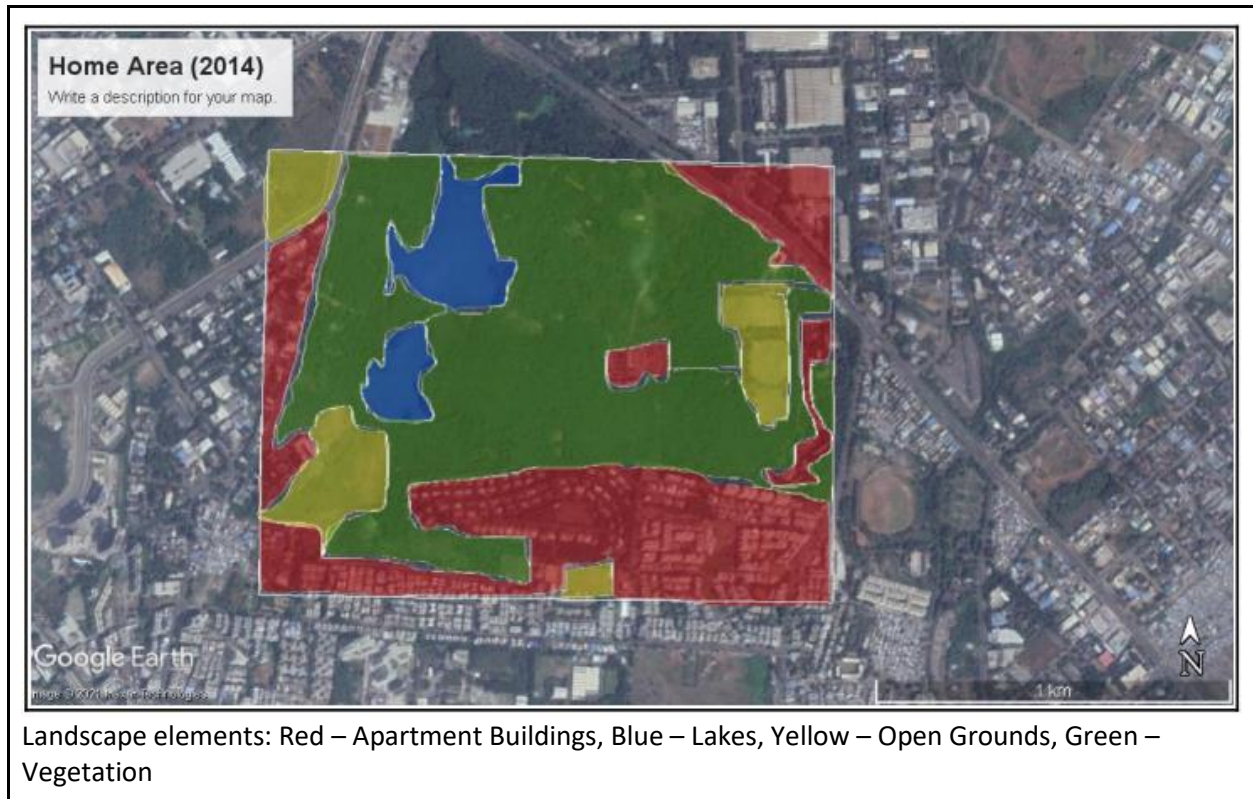 Home Area (2014)
Write a description for your map.
Google Earth
N
1 km
Landscape elements: Red – Apartment Buildings, Blue – Lakes, Yellow – Open Grounds, Green –
Vegetation